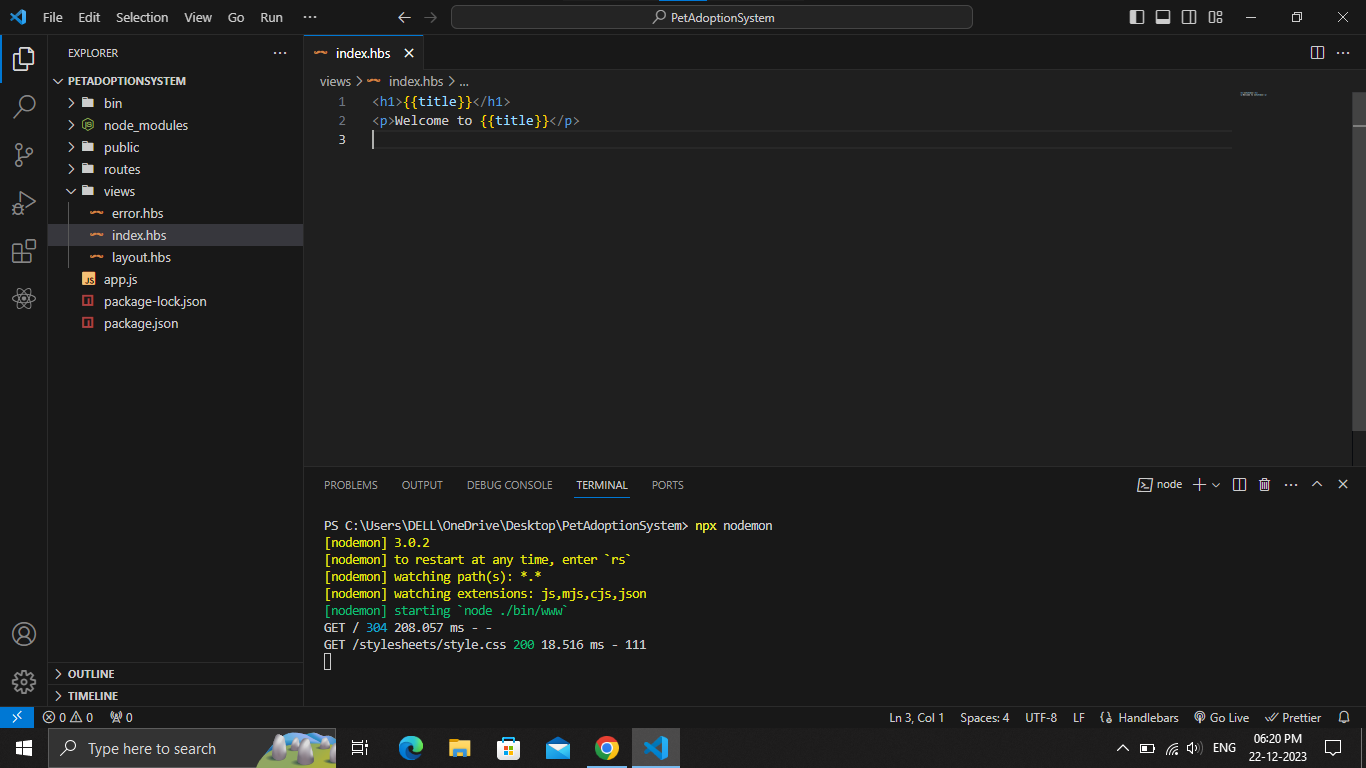 File Edit Selection View Go Run ···
PetAdoptionSystem
EXPLORER
PETADOPTIONSYSTEM
bin
node_modules
public
routes
views
error.hbs
index.hbs
layout.hbs
JS app.js
package-lock.json
package.json
OUTLINE
TIMELINE
index.hbs
views > index.hbs > ...
1 <h1>{{title}}</h1>
2 <p>Welcome to {{title}}</p>
3
PROBLEMS OUTPUT DEBUG CONSOLE TERMINAL PORTS
node
PS C:\Users\DELL\OneDrive\Desktop\PetAdoptionSystem> npx nodemon
[nodemon] 3.0.2
[nodemon] to restart at any time, enter `rs`
[nodemon] watching path(s): *.*
[nodemon] watching extensions: js,mjs,cjs,json
[nodemon] starting `node ./bin/www`
GET / 304 208.057 ms - -
GET /stylesheets/style.css 200 18.516 ms - 111
0 0 0
Ln 3, Col 1 Spaces: 4 UTF-8 LF Handlebars Go Live Prettier
Type here to search
ENG
06:20 PM
22-12-2023